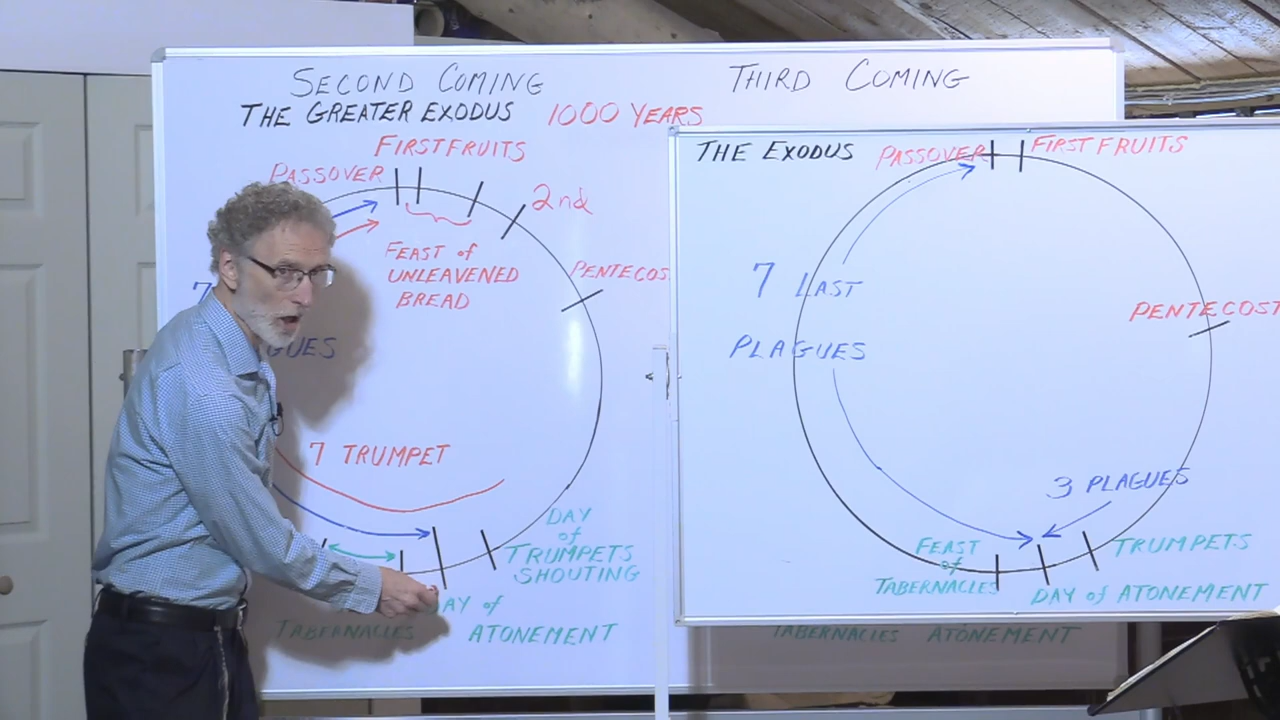 SECOND COMING
THE GREATER EXODUS 1000 YEARS
FIRSTFRUITS
PASSOVER
2nd
FEAST of
UNLEAVENED
BREAD
PENTECOS
7
GUES
7 TRUMPET
DAY
of
TRUMPETS
SHOUTING
AY of
ATONEMENT
TABERNACLES
THIRD COMING
THE EXODUS
PASSOVER
FIRST FRUITS
7 LAST
PLAGUES
PENTECOST
3 PLAGUES
FEAST
of
TABERNACLES
TRUMPETS
DAY of ATONEMENT
TABERNACLES ATONEMENT